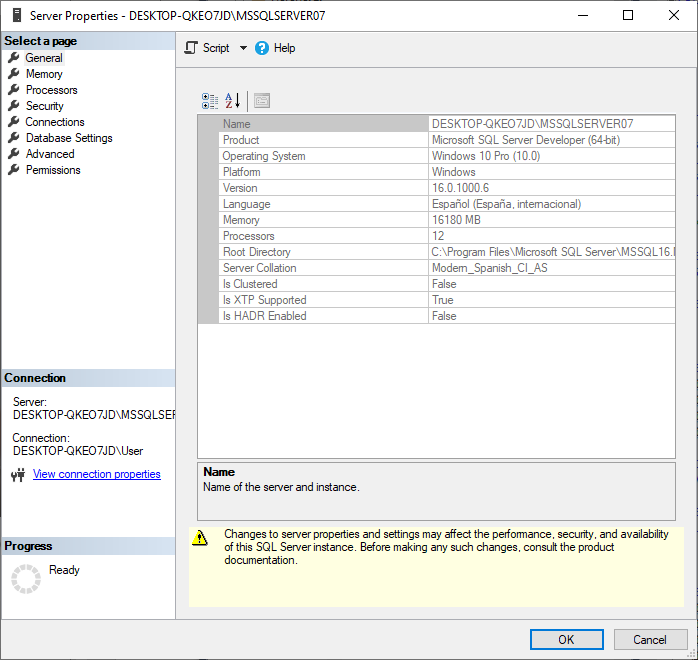 Server Properties - DESKTOP-QKEO7JD\MSSQLSERVER07
Select a page
General
Memory
Processors
Security
Connections
Database Settings
Advanced
Permissions
Script
Help
Name DESKTOP-QKEO7JD\MSSQLSERVER07
Product Microsoft SQL Server Developer (64-bit)
Operating System Windows 10 Pro (10.0)
Platform Windows
Version 16.0.1000.6
Language Español (España, internacional)
Memory 16180 MB
Processors 12
Root Directory C:\Program Files\Microsoft SQL Server\MSSQL16.
Server Collation Modern_Spanish_CI_AS
Is Clustered False
Is XTP Supported True
Is HADR Enabled False
Connection
Server:
DESKTOP-QKEO7JD\MSSQLSER
Connection:
DESKTOP-QKEO7JD\User
View connection properties
Name
Name of the server and instance.
Progress
Ready
Changes to server properties and settings may affect the performance, security, and availability
of this SQL Server instance. Before making any such changes, consult the product
documentation.
OK
Cancel